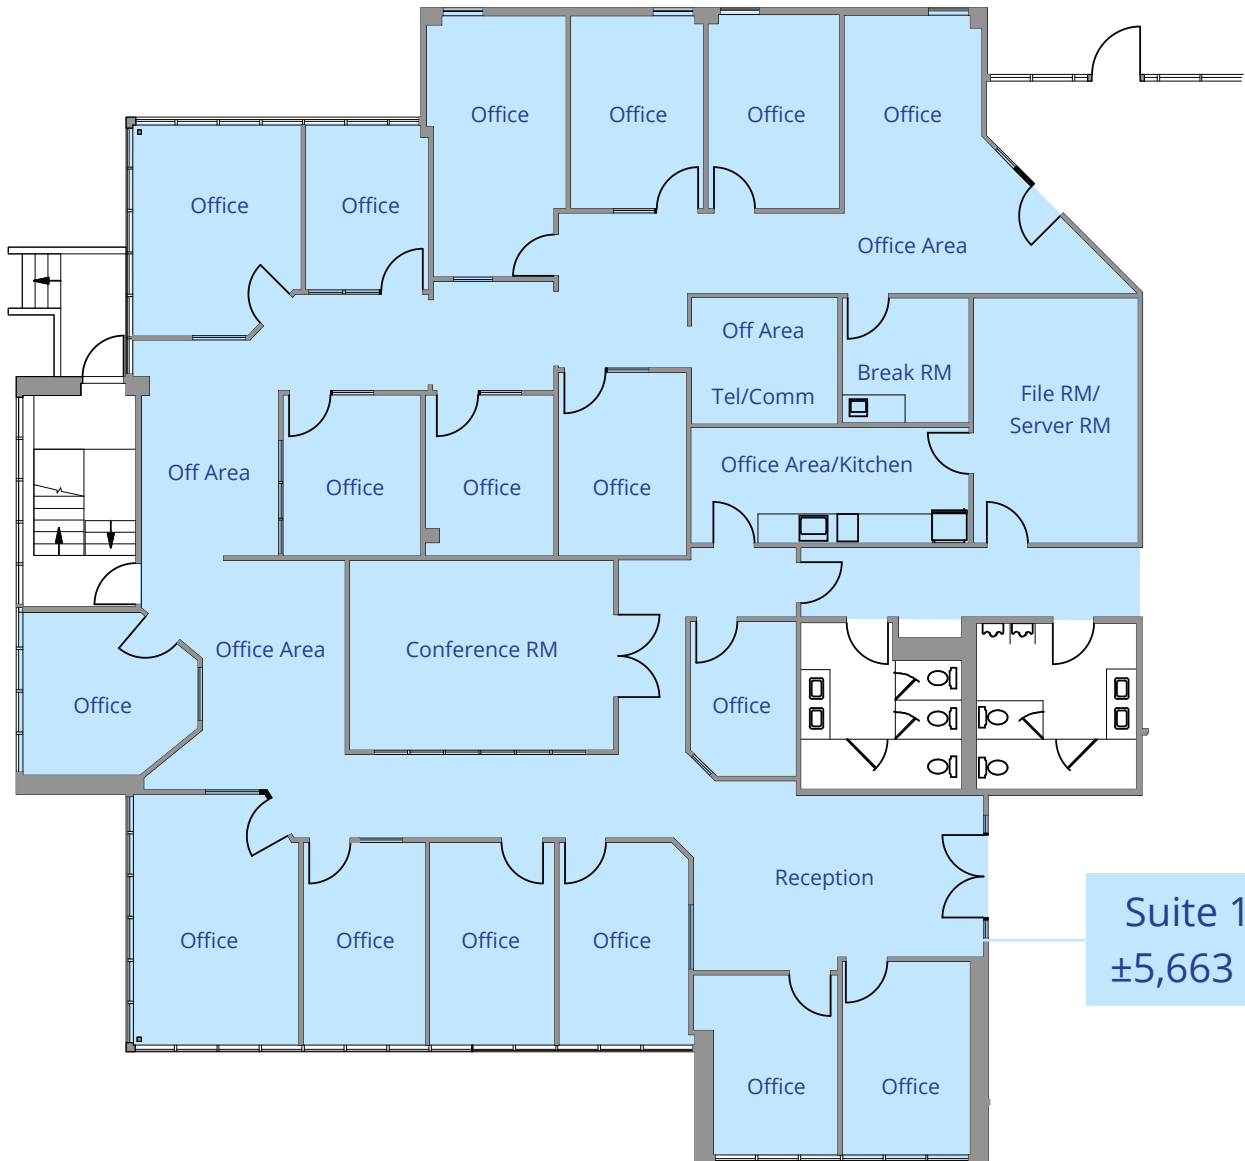 Office
Office
Office
Office
Office
Office
Office Area
Off Area
Tel/Comm
Break RM
File RM/
Server RM
Off Area
Office
Office
Office
Office Area/Kitchen
Office Area
Conference RM
Office
Office
Reception
Office
Office
Office
Office
Suite 1
±5,663
Office
Office